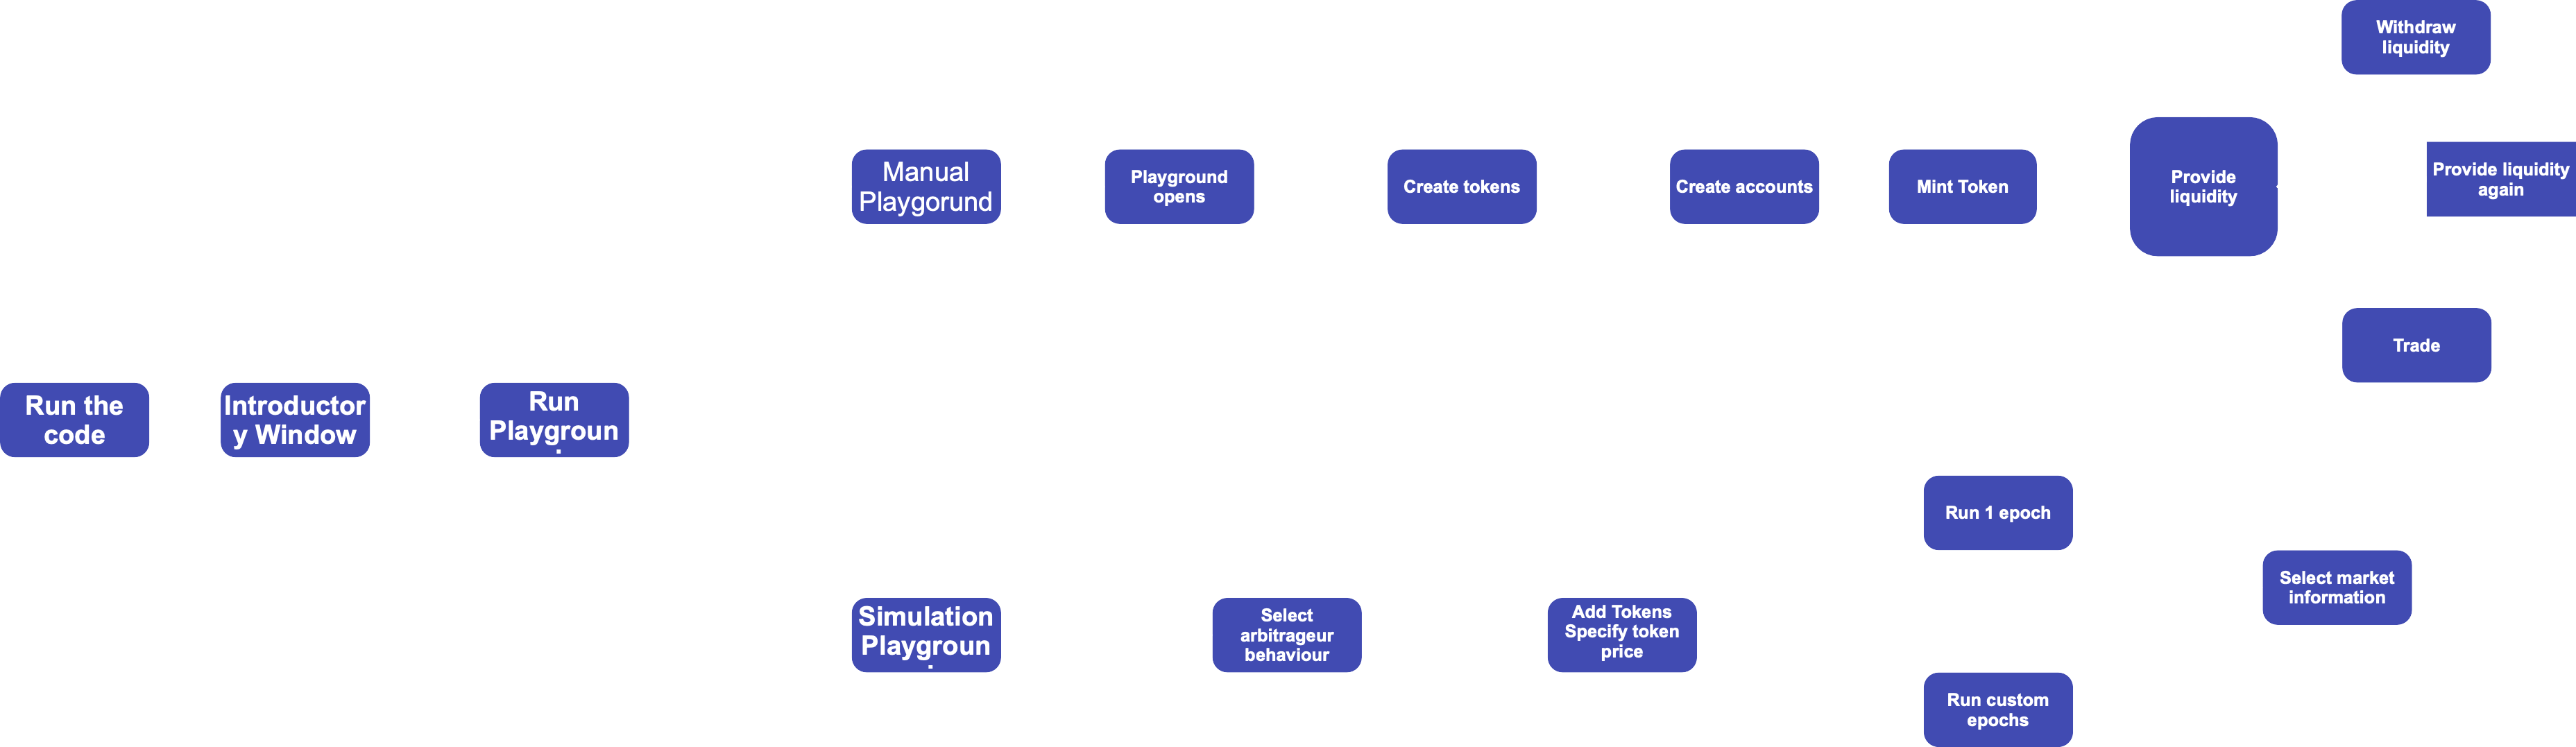 Withdraw
liquidity
Manual
Playgorund
Playground
opens
Create tokens
Create accounts
Mint Token
Provide
liquidity
Provide liquidity
again
Trade
Run the
code
Introductor
y Window
Run
Playgroun
Run 1 epoch
Select market
information
Simulation
Playgroun
Select
arbitrageur
behaviour
Add Tokens
Specify token
price
Run custom
epochs